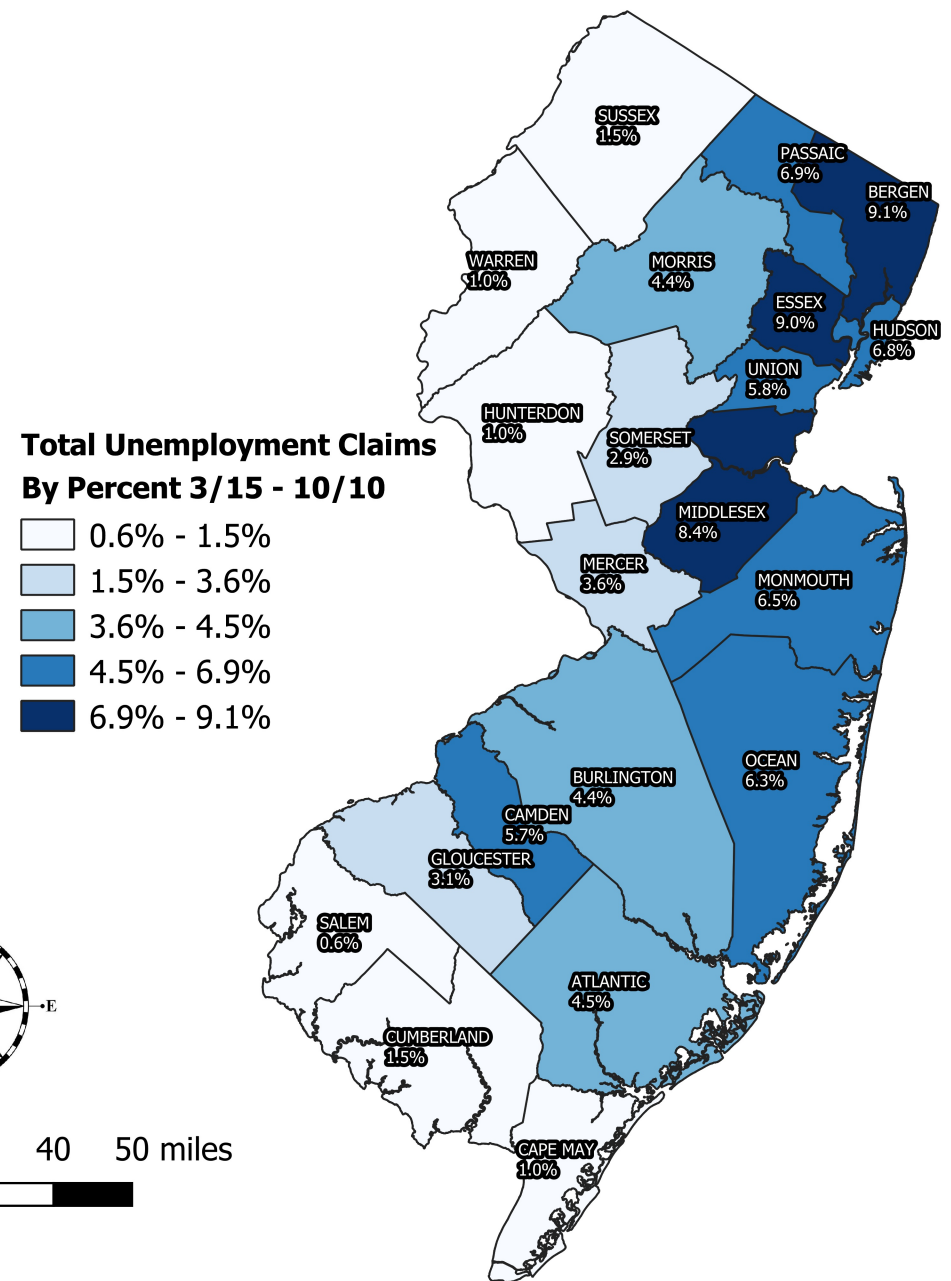 SUSSEX
1.5%
PASSAIC
6.9%
BERGEN
9.1%
WARREN
1.0%
MORRIS
4.4%
ESSEX
9.0%
HUDSON
6.8%
UNION
5.8%
HUNTERDON
1.0%
SOMERSET
2.9%
Total Unemployment Claims
By Percent 3/15 - 10/10
0.6% - 1.5%
1.5% - 3.6%
3.6% - 4.5%
4.5% - 6.9%
6.9% - 9.1%
MIDDLESEX
8.4%
MERCER
3.6%
MONMOUTH
6.5%
OCEAN
6.3%
BURLINGTON
4.4%
CAMDEN
5.7%
GLOUCESTER
3.1%
SALEM
0.6%
ATLANTIC
4.5%
E
CUMBERLAND
1.5%
CAPE MAY
1.0%
40 50 miles